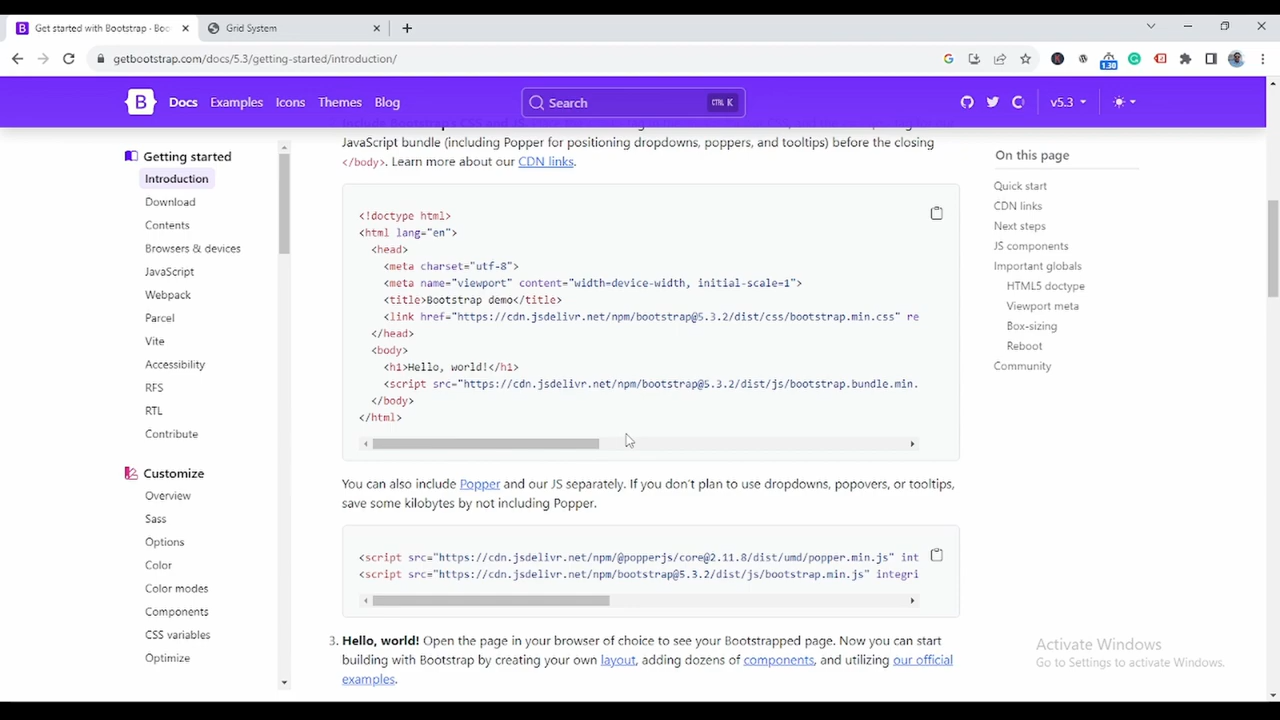 Get started with Bootstrap · Boo
Grid System
getbootstrap.com/docs/5.3/getting-started/introduction/
1.30
B
Docs
Examples
Icons
Themes
Blog
Search
CTRL K
v5.3
Getting started
Introduction
Download
Contents
Browsers & devices
JavaScript
Webpack
Parcel
Vite
Accessibility
RFS
RTL
Contribute
Customize
Overview
Sass
Options
Color
Color modes
Components
CSS variables
Optimize
JavaScript bundle (including Popper for positioning dropdowns, poppers, and tooltips) before the closing
</body>. Learn more about our CDN links.
<!doctype html>
<html lang="en">
<head>
<meta charset="utf-8">
<meta name="viewport" content="width=device-width, initial-scale=1">
<title>Bootstrap demo</title>
<link href="https://cdn.jsdelivr.net/npm/bootstrap@5.3.2/dist/css/bootstrap.min.css" re
</head>
<body>
<h1>Hello, world!</h1>
<script src="https://cdn.jsdelivr.net/npm/bootstrap@5.3.2/dist/js/bootstrap.bundle.min.
</body>
</html>
You can also include Popper and our JS separately. If you don't plan to use dropdowns, popovers, or tooltips,
save some kilobytes by not including Popper.
<script src="https://cdn.jsdelivr.net/npm/@popperjs/core@2.11.8/dist/umd/popper.min.js" int
<script src="https://cdn.jsdelivr.net/npm/bootstrap@5.3.2/dist/js/bootstrap.min.js" integri
3. Hello, world! Open the page in your browser of choice to see your Bootstrapped page. Now you can start
building with Bootstrap by creating your own layout, adding dozens of components, and utilizing our official
examples.
On this page
Quick start
CDN links
Next steps
JS components
Important globals
HTML5 doctype
Viewport meta
Box-sizing
Reboot
Community
Activate Windows
Go to Settings to activate Windows.